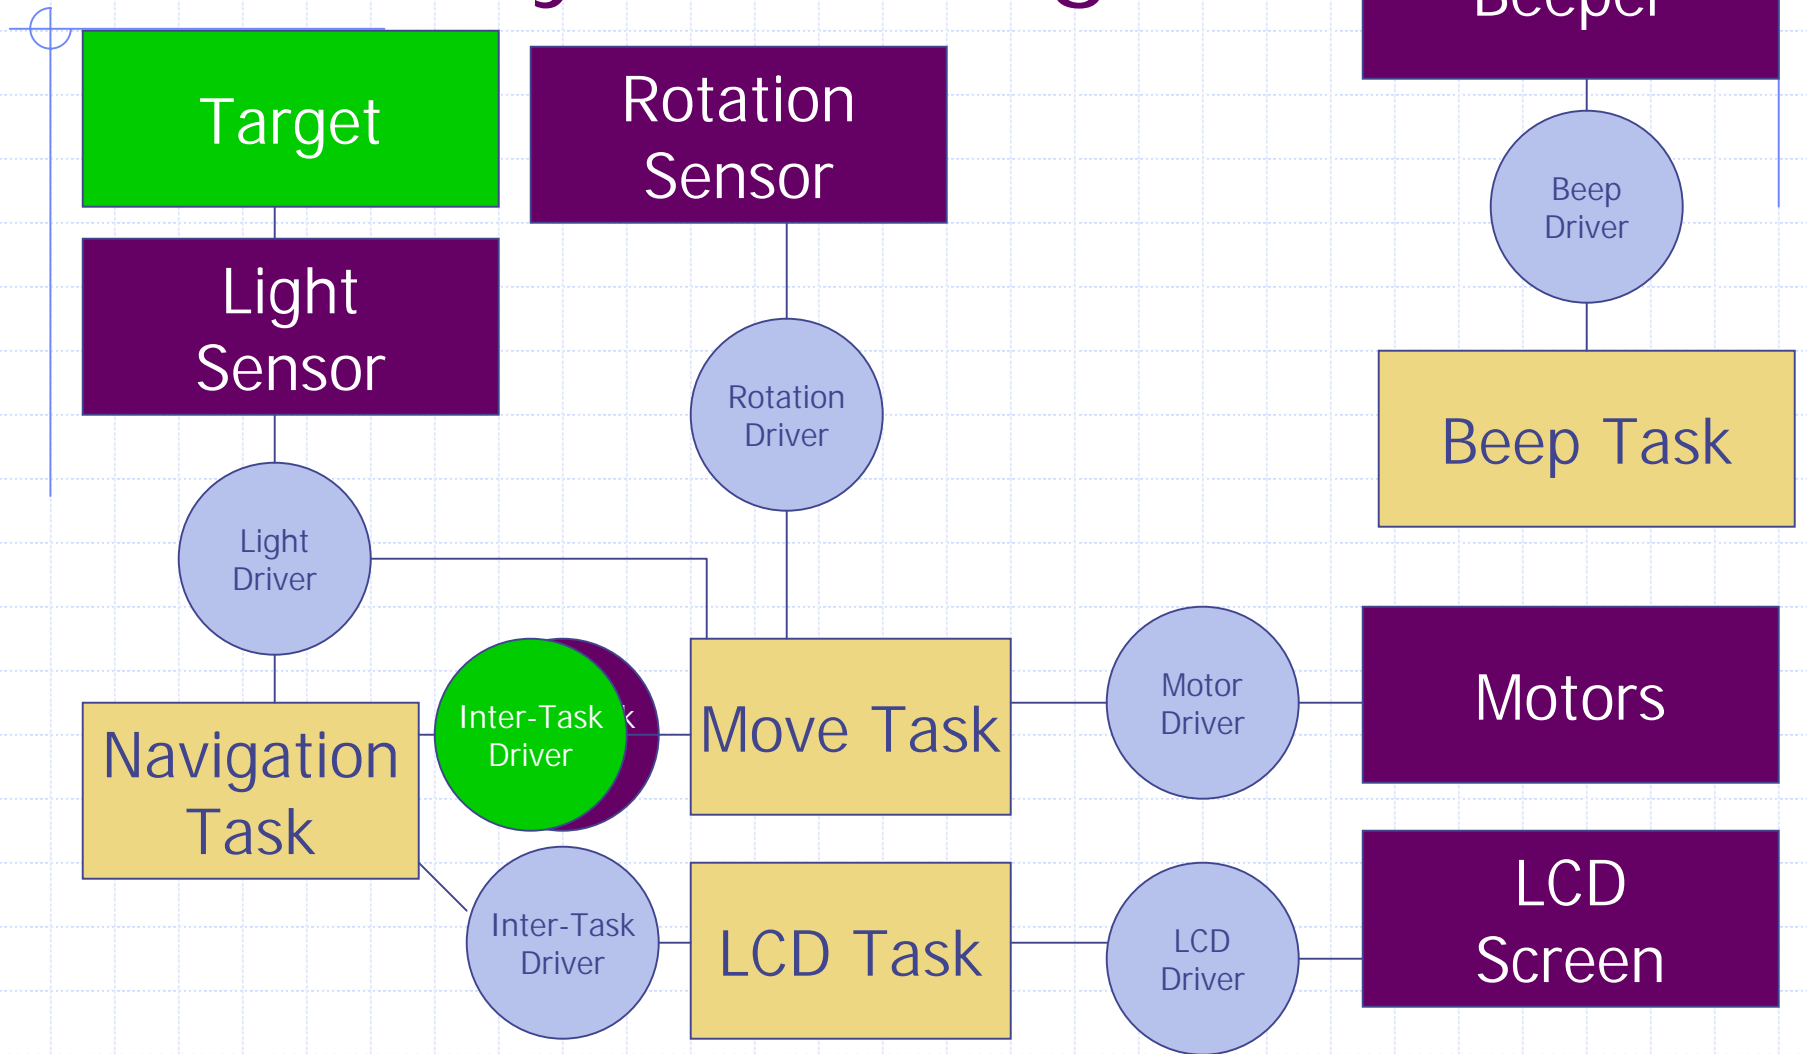 Beeper
Target
Rotation
Sensor
Beep
Driver
Light
Sensor
Rotation
Driver
Beep Task
Light
Driver
Inter-Task
Driver
k
Move Task
Motor
Driver
Motors
Navigation
Task
Inter-Task
Driver
LCD Task
LCD
Driver
LCD
Screen